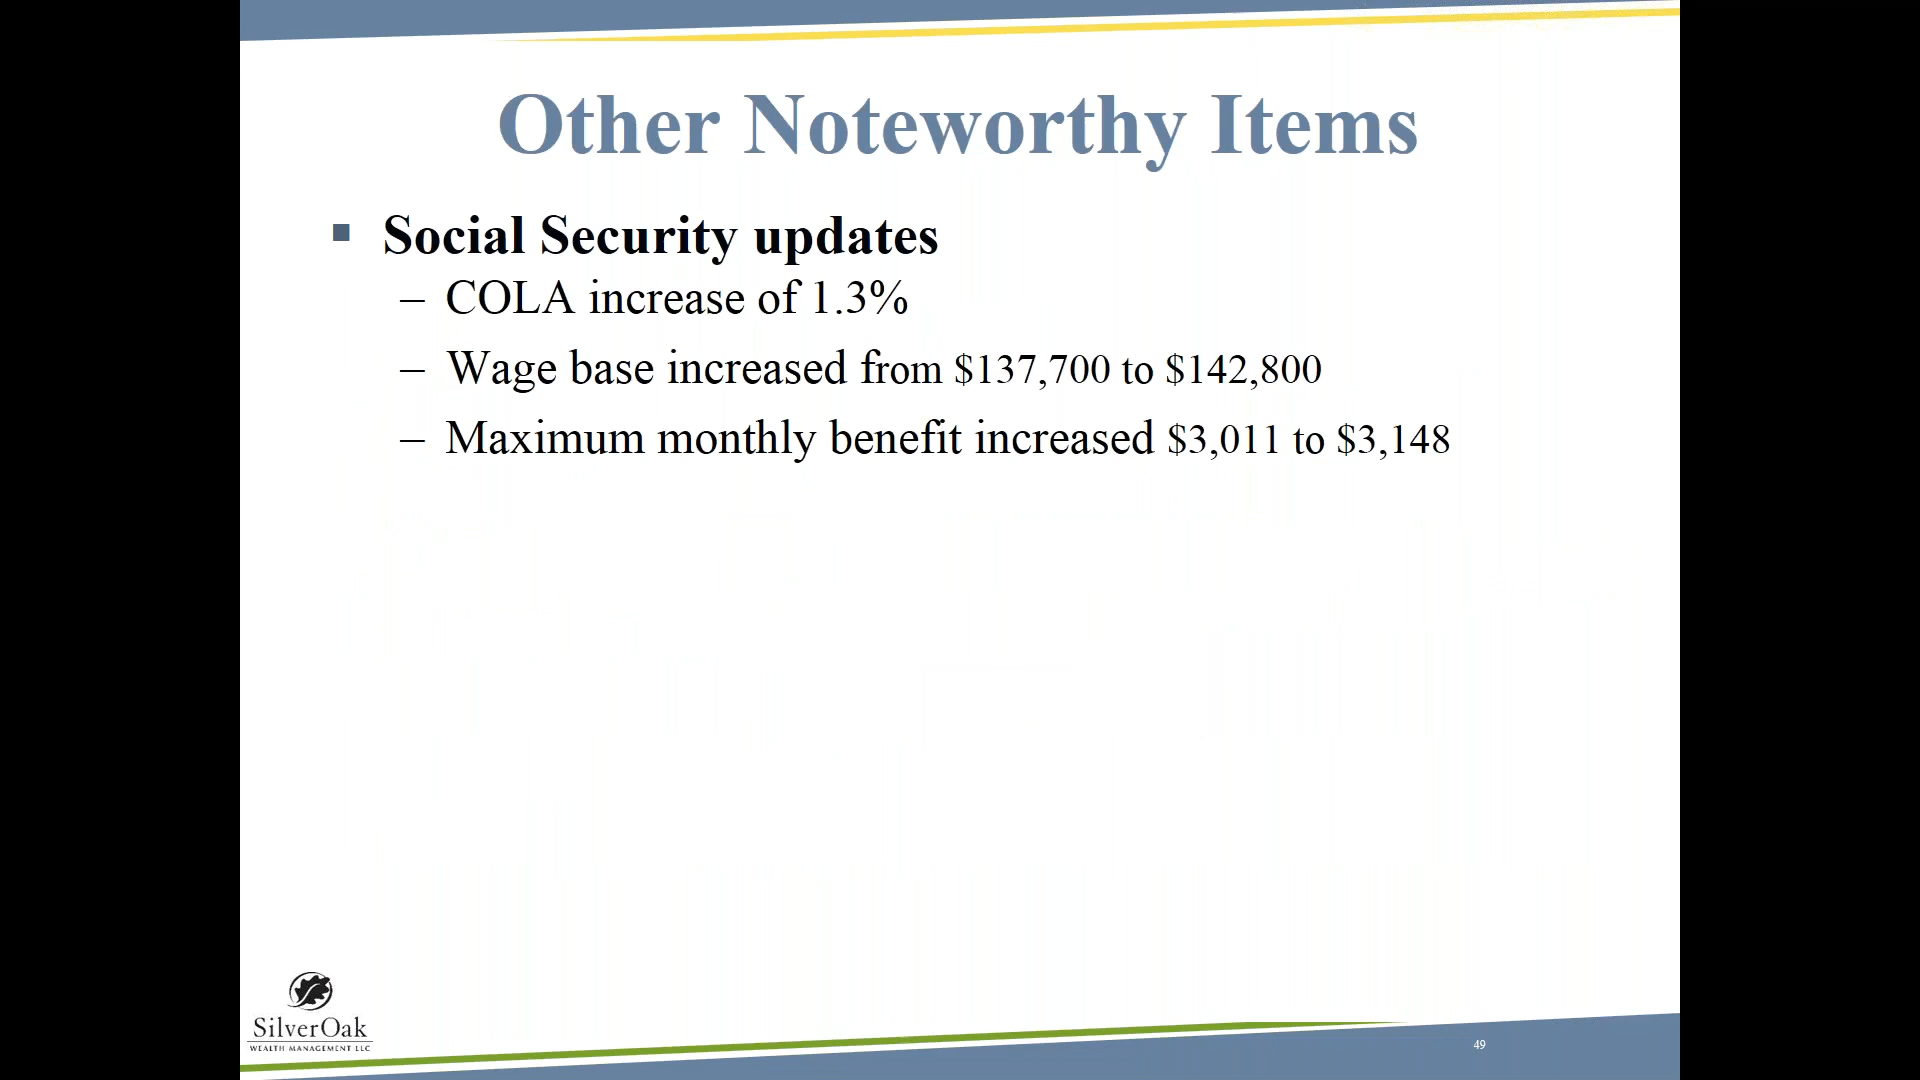 Other Noteworthy Items
▪ Social Security updates
– COLA increase of 1.3%
– Wage base increased from $137,700 to $142,800
– Maximum monthly benefit increased $3,011 to $3,148
SilverOak
WEALTH MANAGEMENT LLC
49